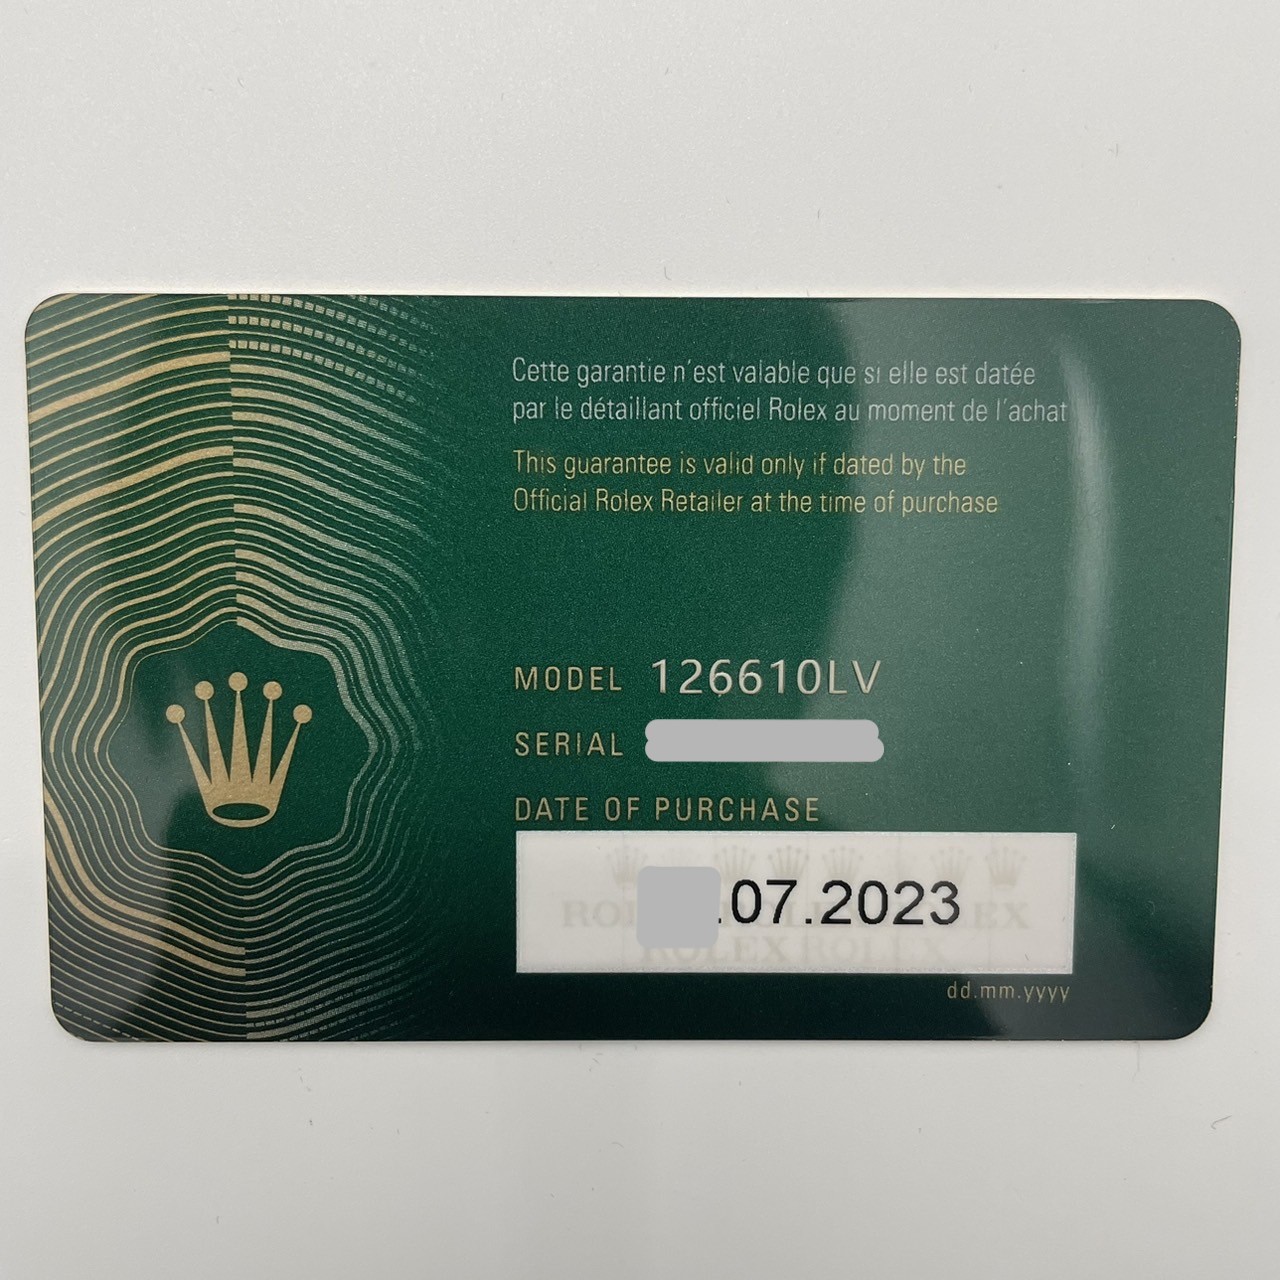 Cette garantie n'est valable que si elle est datée
par le détaillant officiel Rolex au moment de l'achat
This guarantee is valid only if dated by the
Official Rolex Retailer at the time of purchase
MODEL 126610LV
SERIAL
DATE OF PURCHASE
.07.2023
ROLEX ROLEX
dd.mm.yyyy